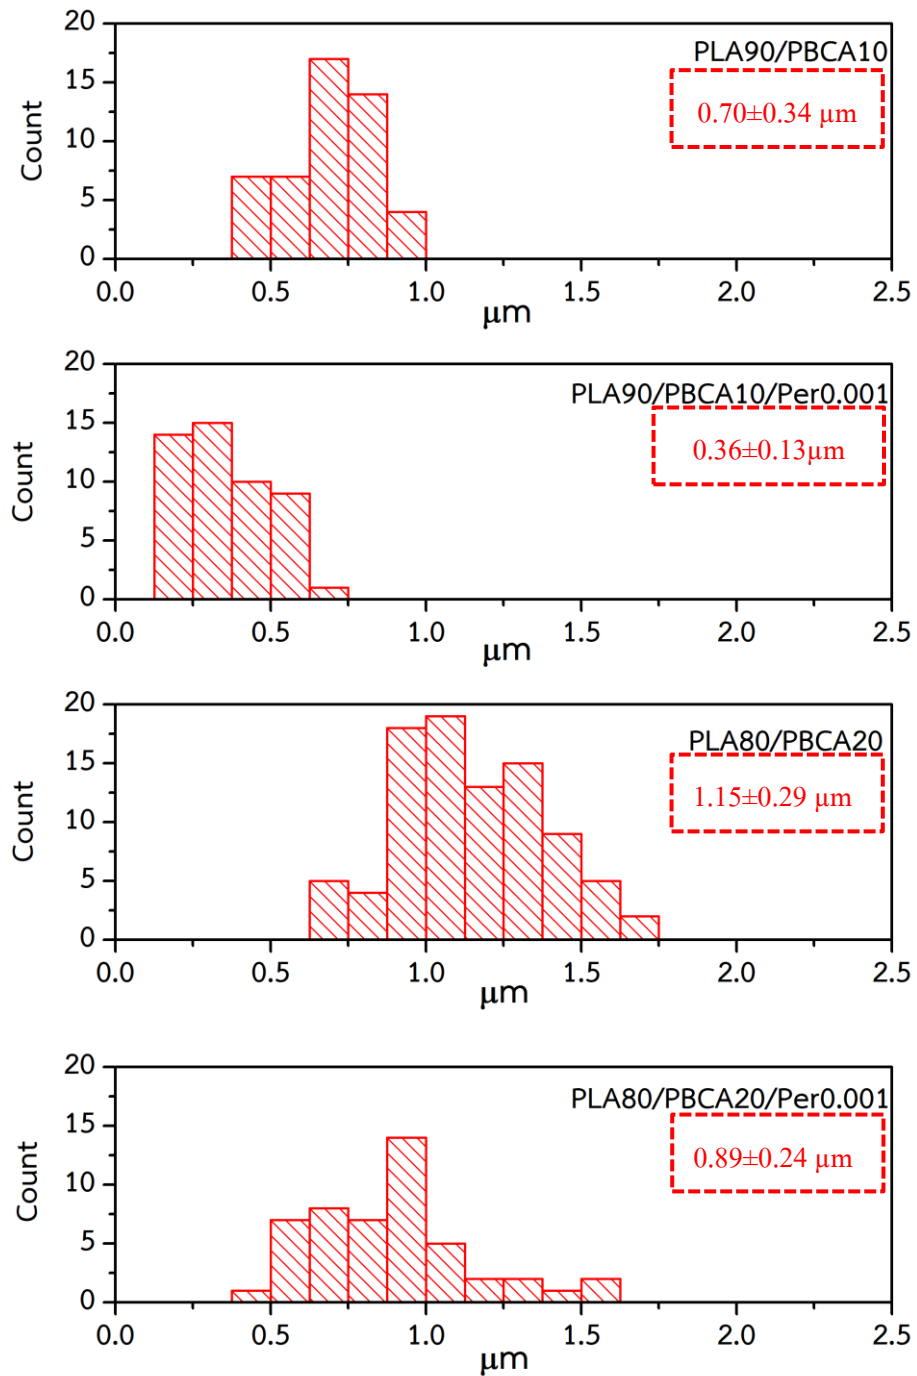 PLA90/PBCA10
0.70±0.34 µm
Count
20
15
10
5
0
0.0 0.5 1.0 1.5 2.0 2.5
µm
PLA90/PBCA10/Per0.001
0.36±0.13µm
Count
20
15
10
5
0
0.0 0.5 1.0 1.5 2.0 2.5
µm
PLA80/PBCA20
1.15±0.29 µm
Count
20
15
10
5
0
0.0 0.5 1.0 1.5 2.0 2.5
µm
PLA80/PBCA20/Per0.001
0.89±0.24 µm
Count
20
15
10
5
0
0.0 0.5 1.0 1.5 2.0 2.5
µm